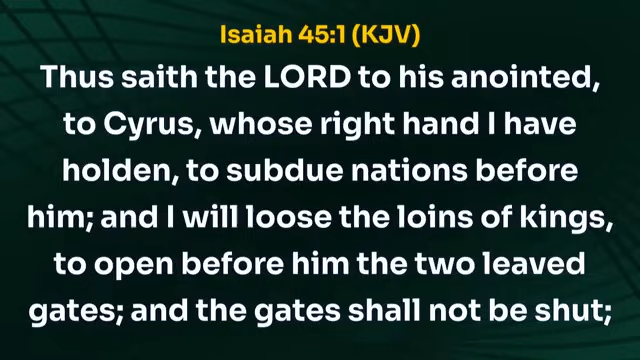 Isaiah 45:1 (KJV)
Thus saith the LORD to his anointed,
to Cyrus, whose right hand I have
holden, to subdue nations before
him; and I will loose the loins of kings,
to open before him the two leaved
gates; and the gates shall not be shut;